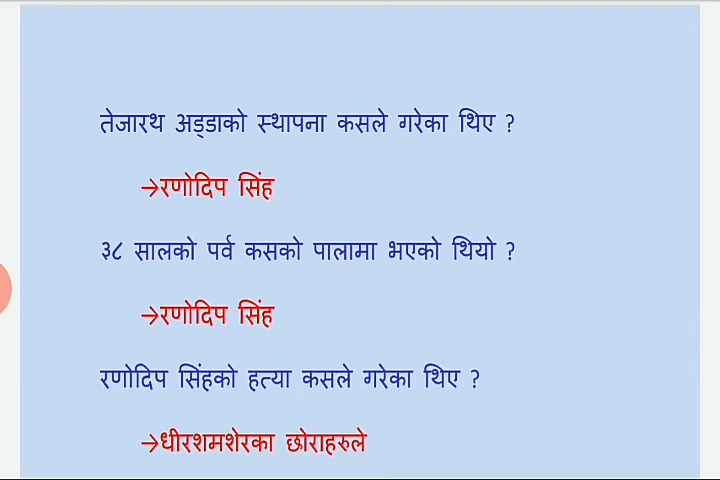 तेजारथ अड्डाको स्थापना कसले गरेका थिए ?
→रणोदिप सिंह
३८ सालको पर्व कसको पालामा भएको थियो ?
→रणोदिप सिंह
रणोदिप सिंहको हत्या कसले गरेका थिए ?
→धीरशमशेरका छोराहरुले